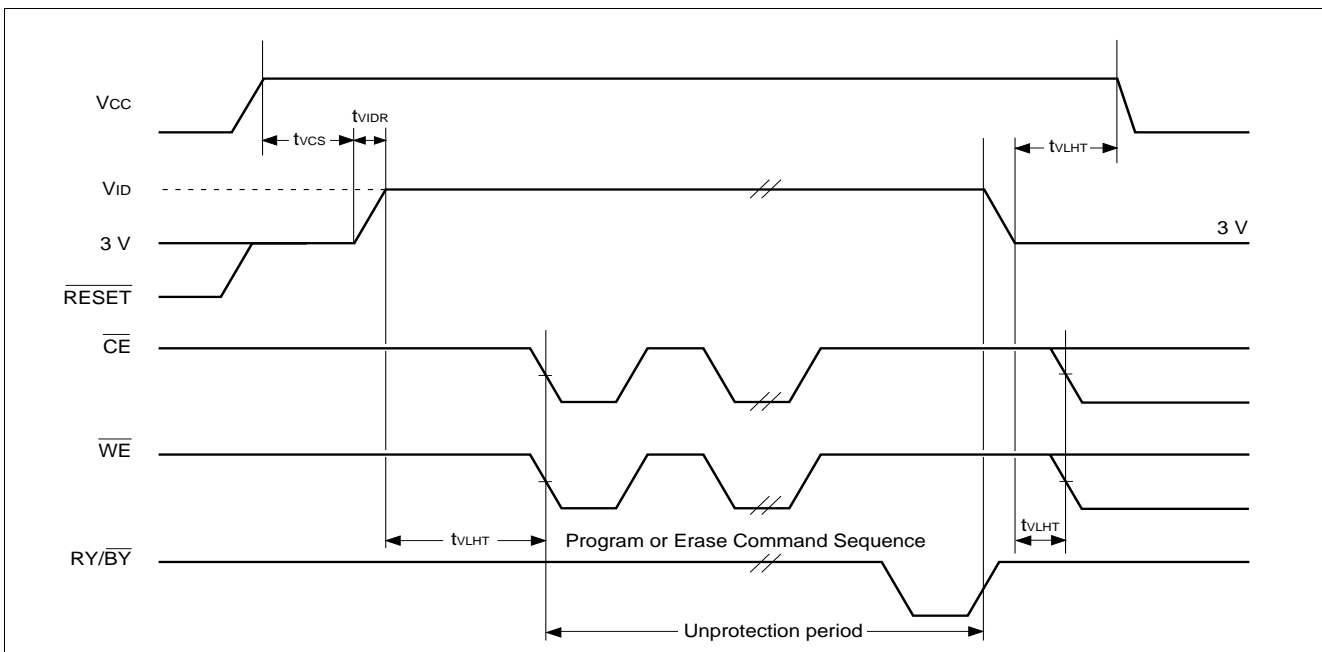 VCC
tVIDR
tVCS
tVLHT
VID
3 V
3 V
RESET
CE
WE
tVLHT
Program or Erase Command Sequence
tVLHT
RY/BY
Unprotection period